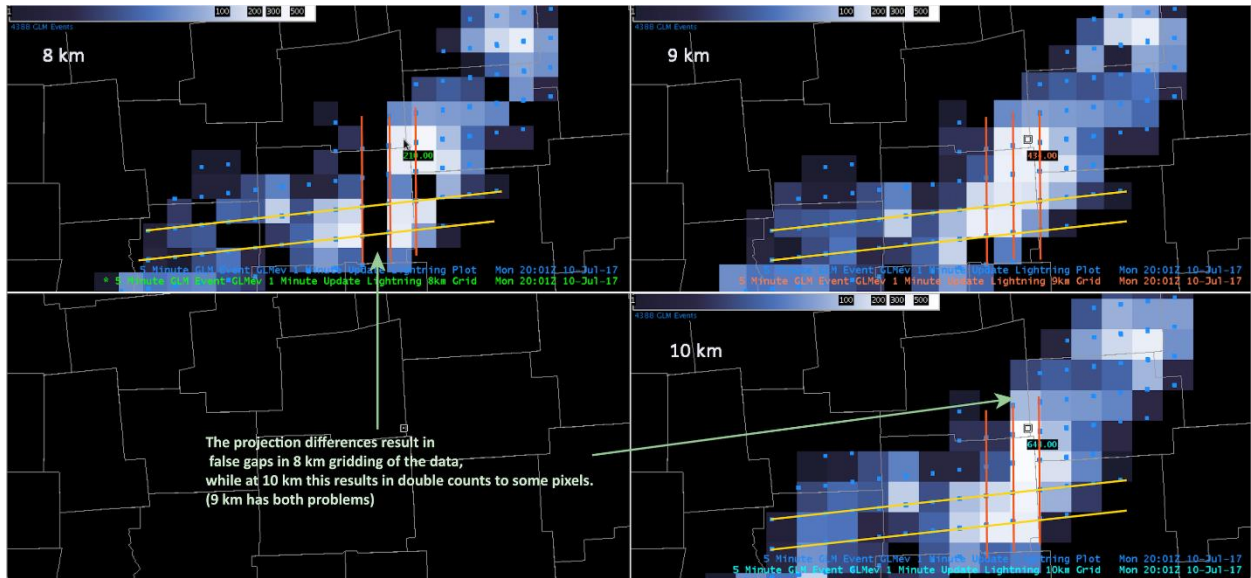 100 200 300 500
4388 GLM Events
8 km
210.00
5 Minute GLM Event GLMev 1 Minute Update Lightning Plot Mon 20:01Z 10-Jul-17
* 5 Minute GLM Event GLMev 1 Minute Update Lightning 8km Grid Mon 20:01Z 10-Jul-17
100 200 300 500
4388 GLM Events
9 km
5 Minute GLM Event GLMev 1 Minute Update Lightning Plot Mon 20:01Z 10-Jul-17
5 Minute GLM Event GLMev 1 Minute Update Lightning 9km Grid Mon 20:01Z 10-Jul-17
The projection differences result in
false gaps in 8 km gridding of the data,
while at 10 km this results in double counts to some pixels.
(9 km has both problems)
100 200 300 500
4388 GLM Events
10 km
5 Minute GLM Event GLMev 1 Minute Update Lightning Plot Mon 20:01Z 10-Jul-17
5 Minute GLM Event GLMev 1 Minute Update Lightning 10km Grid Mon 20:01Z 10-Jul-17